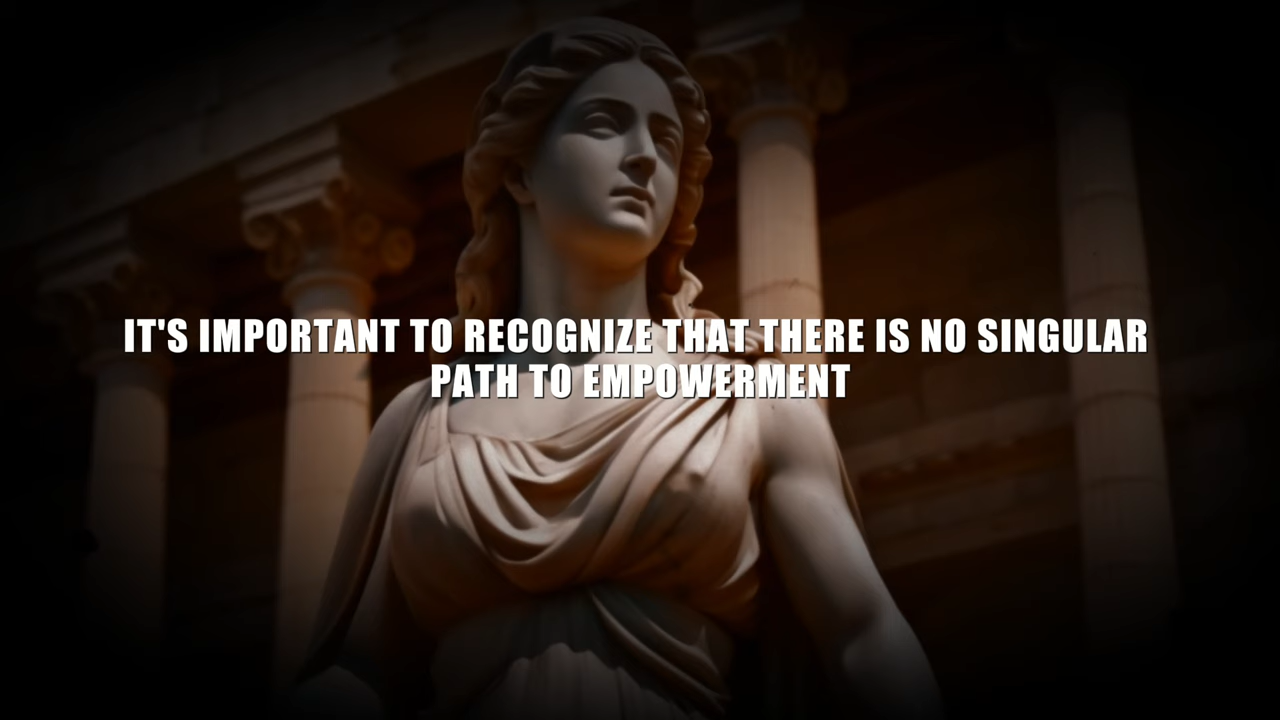 IT'S IMPORTANT TO RECOGNIZE THAT THERE IS NO SINGULAR
PATH TO EMPOWERMENT